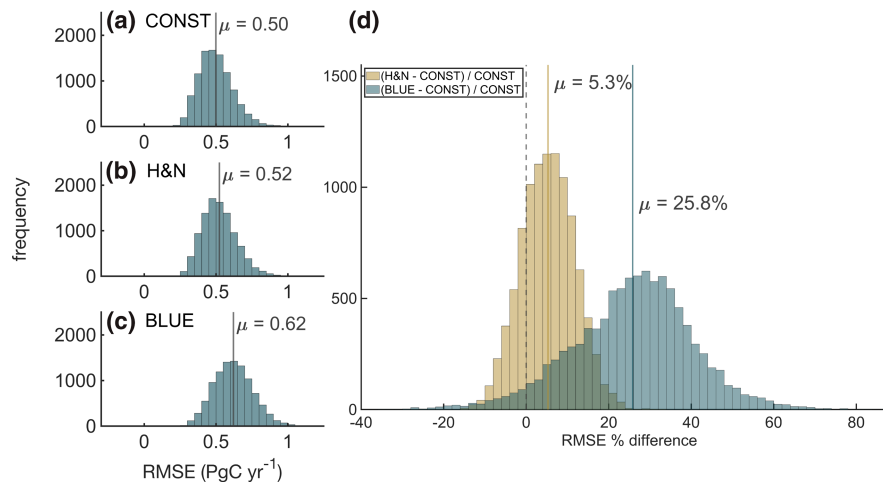 (a) CONST
μ = 0.50
2000
1000
0
0 0.5 1
(b) H&N
μ = 0.52
2000
1000
0
0 0.5 1
(c) BLUE
μ = 0.62
2000
1000
0
0 0.5 1
frequency
RMSE (PgC yr⁻¹)
(d)
(H&N - CONST) / CONST
(BLUE - CONST) / CONST
μ = 5.3%
μ = 25.8%
1500
1000
500
0
-40 -20 0 20 40 60 80
RMSE % difference